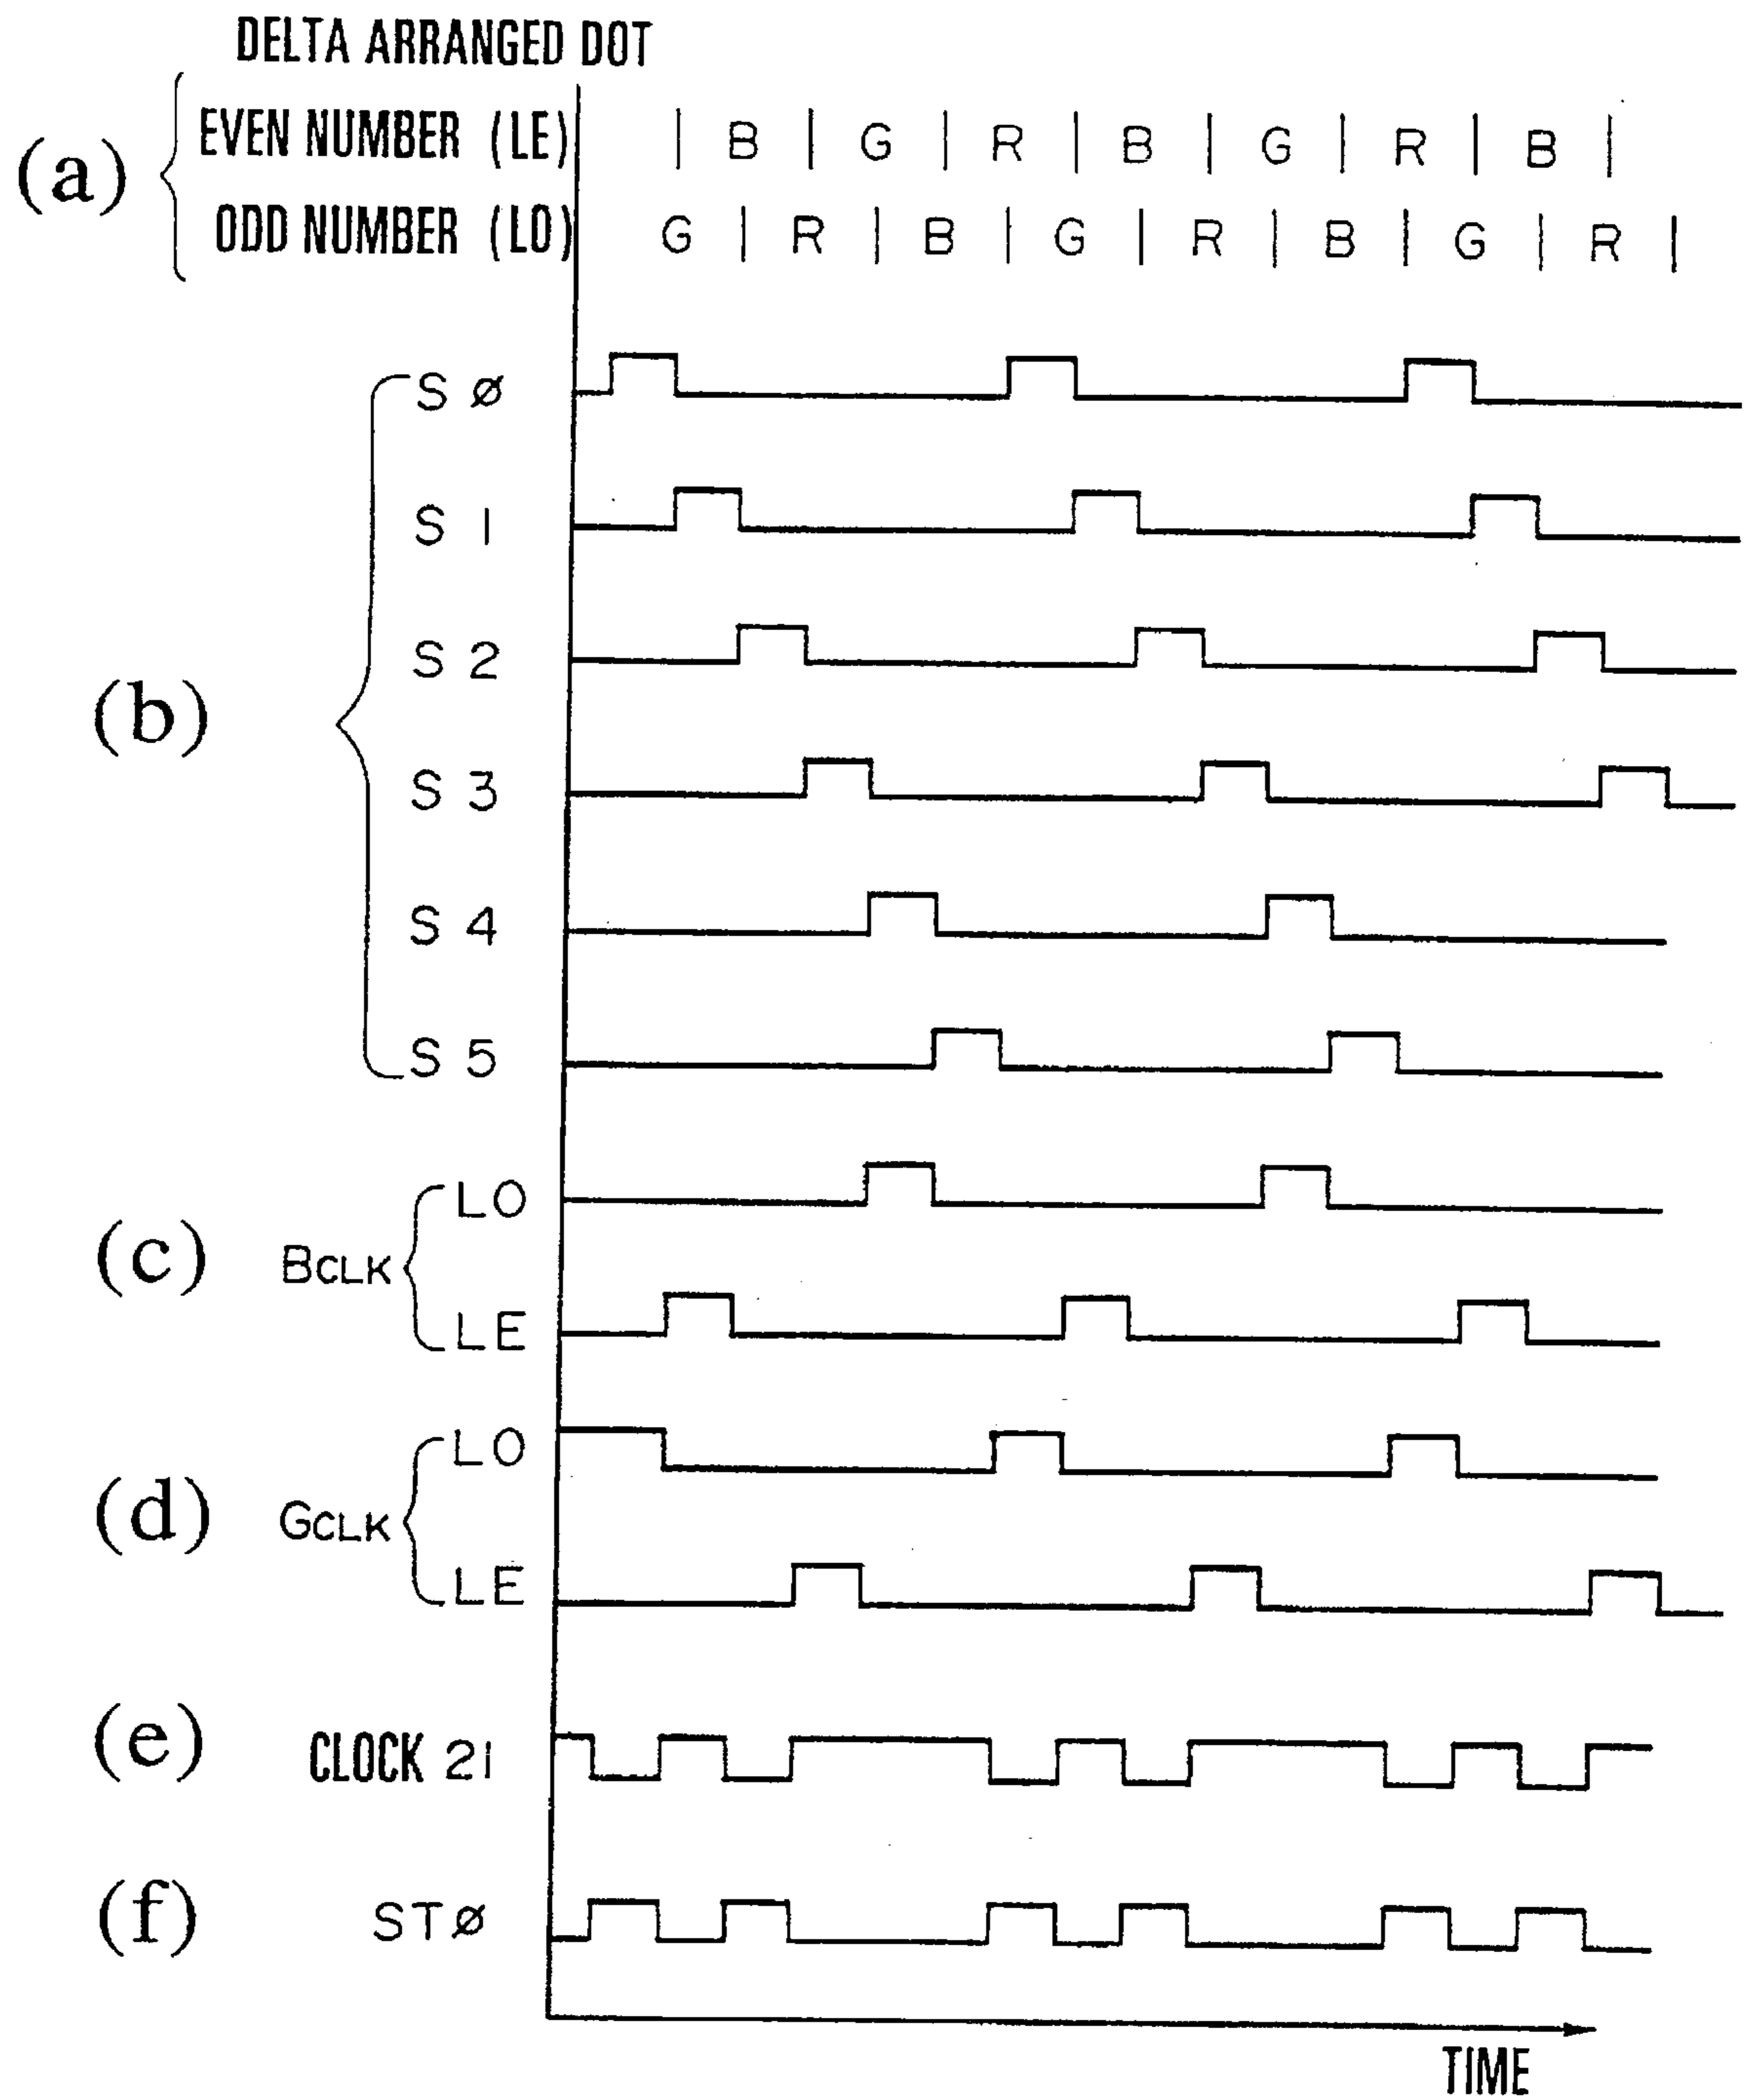 DELTA ARRANGED DOT
(a) EVEN NUMBER (LE) | B | G | R | B | G | R | B |
ODD NUMBER (LO) G | R | B | G | R | B | G | R |
S Ø
S 1
S 2
(b)
S 3
S 4
S 5
LO
(c) BCLK
LE
LO
(d) GCLK
LE
(e) CLOCK 21
(f) STØ
TIME